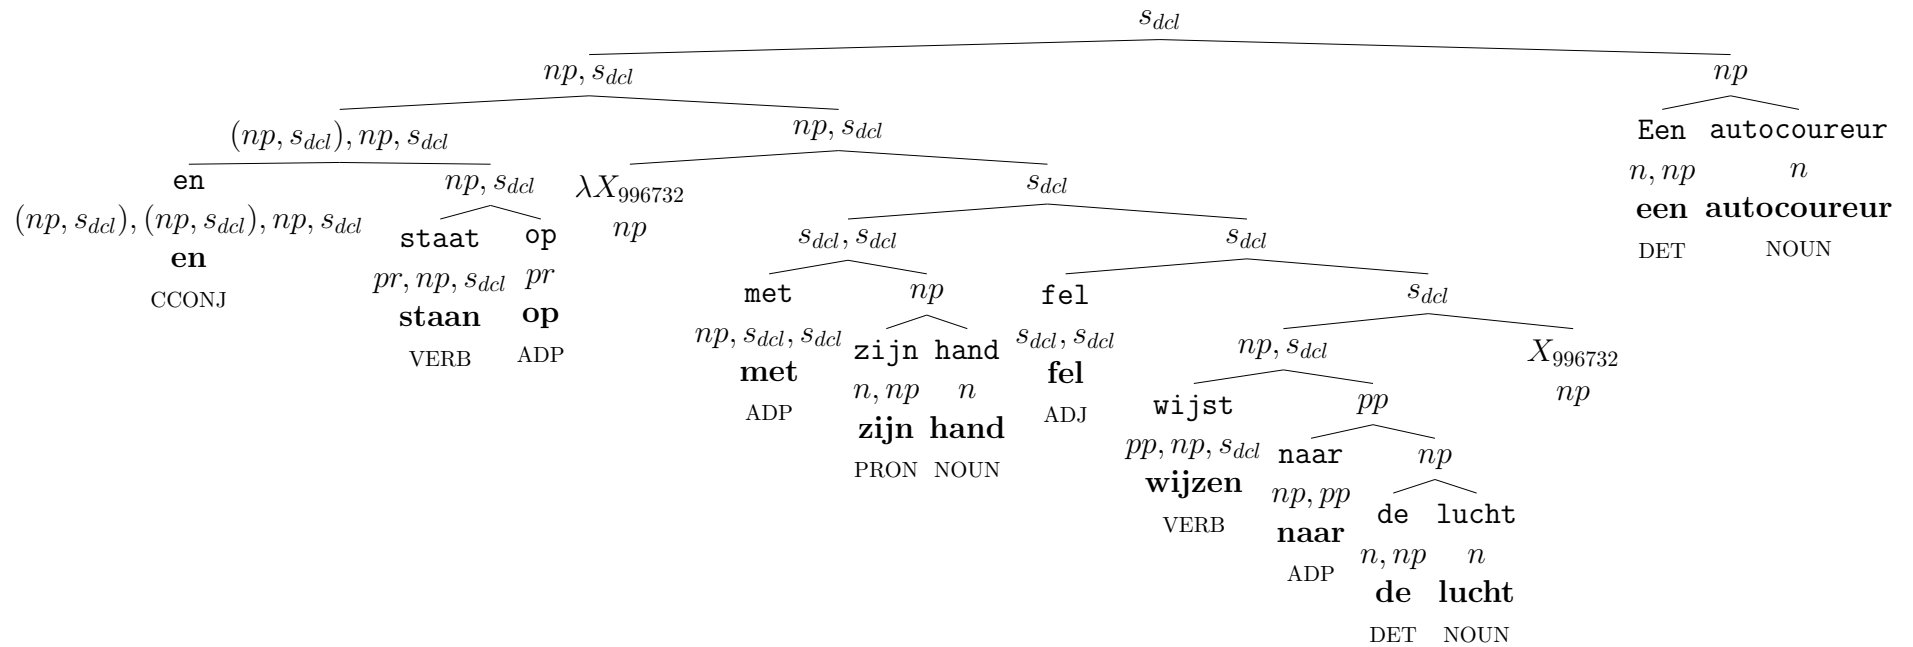 s_dcl
np, s_dcl np
(np, s_dcl), np, s_dcl np, s_dcl Een autocoureur
n, np n
een autocoureur
DET NOUN
en np, s_dcl λX_996732 s_dcl
(np, s_dcl), (np, s_dcl), np, s_dcl np
en
CCONJ
staat op s_dcl, s_dcl s_dcl
pr, np, s_dcl pr
staan op
VERB ADP
met np fel s_dcl
np, s_dcl, s_dcl s_dcl, s_dcl
met fel
ADP ADJ
zijn hand np, s_dcl X_996732
n, np n np
zijn hand
PRON NOUN
wijst pp
pp, np, s_dcl
wijzen
VERB
naar np
np, pp
naar
ADP
de lucht
n, np n
de lucht
DET NOUN